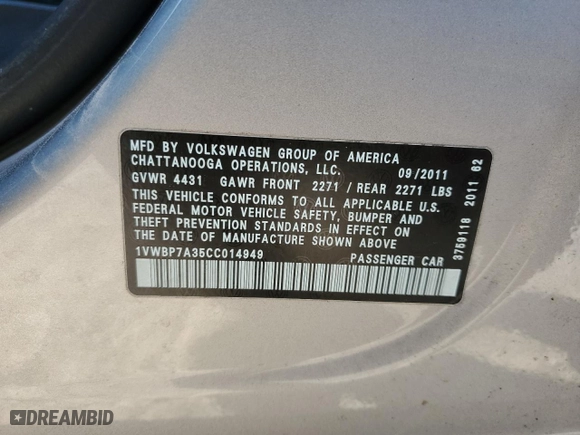 MFD BY VOLKSWAGEN GROUP OF AMERICA
CHATTANOOGA OPERATIONS, LLC. 09/2011
GVWR 4431 GAWR FRONT 2271 / REAR 2271 LBS
THIS VEHICLE CONFORMS TO ALL APPLICABLE U.S.
FEDERAL MOTOR VEHICLE SAFETY, BUMPER AND
THEFT PREVENTION STANDARDS IN EFFECT ON
THE DATE OF MANUFACTURE SHOWN ABOVE
1VWBP7A35CC014949 PASSENGER CAR
3759118 2011 62
DREAMBID